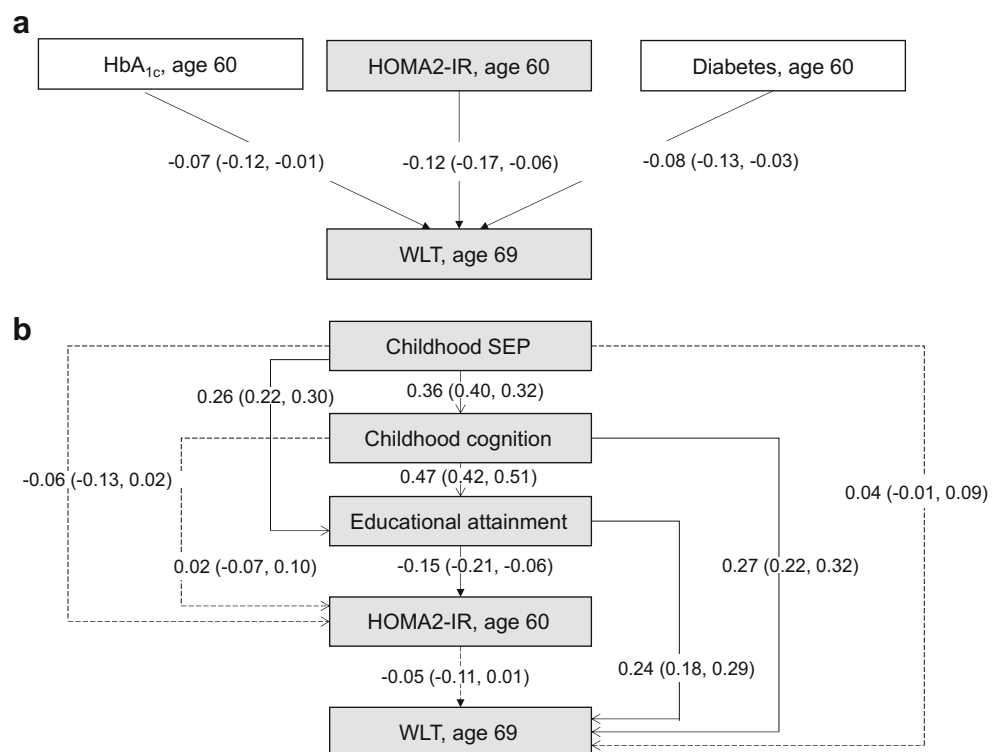 a
HbA1c, age 60
HOMA2-IR, age 60
Diabetes, age 60
-0.07 (-0.12, -0.01)
-0.12 (-0.17, -0.06)
-0.08 (-0.13, -0.03)
WLT, age 69
b
Childhood SEP
0.26 (0.22, 0.30)
0.36 (0.40, 0.32)
Childhood cognition
-0.06 (-0.13, 0.02)
0.47 (0.42, 0.51)
0.04 (-0.01, 0.09)
Educational attainment
0.02 (-0.07, 0.10)
-0.15 (-0.21, -0.06)
0.27 (0.22, 0.32)
HOMA2-IR, age 60
-0.05 (-0.11, 0.01)
0.24 (0.18, 0.29)
WLT, age 69